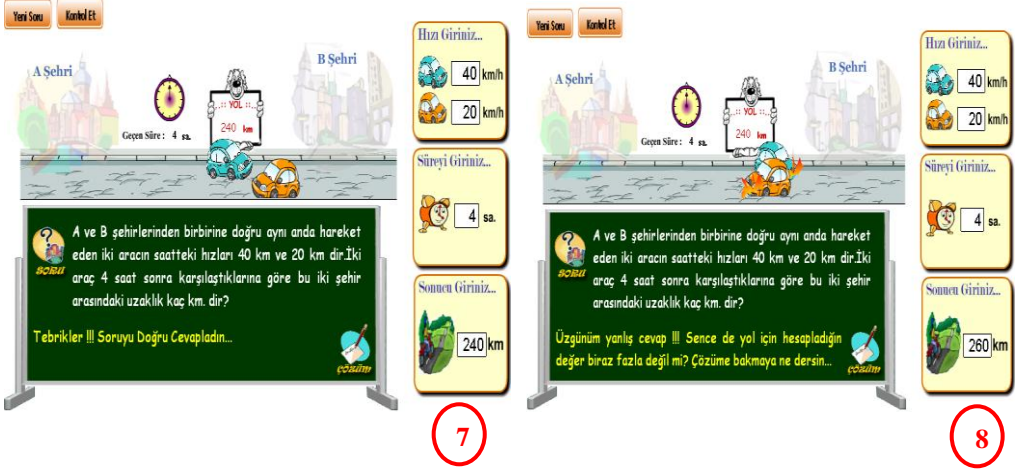 Yeni Soru Kontrol Et
A Şehri
B Şehri
..:: YOL ::..
240 km
Geçen Süre : 4 sa.
Hızı Giriniz...
40 km/h
20 km/h
Süreyi Giriniz...
4 sa.
Sonucu Giriniz...
240 km
?
SORU
A ve B şehirlerinden birbirine doğru aynı anda hareket
eden iki aracın saatteki hızları 40 km ve 20 km dir.İki
araç 4 saat sonra karşılaştıklarına göre bu iki şehir
arasındaki uzaklık kaç km. dir?
Tebrikler !!! Soruyu Doğru Cevapladın...
çözüm
7
Yeni Soru Kontrol Et
A Şehri
B Şehri
..:: YOL ::..
240 km
Geçen Süre : 4 sa.
Hızı Giriniz...
40 km/h
20 km/h
Süreyi Giriniz...
4 sa.
Sonucu Giriniz...
260 km
?
SORU
A ve B şehirlerinden birbirine doğru aynı anda hareket
eden iki aracın saatteki hızları 40 km ve 20 km dir.İki
araç 4 saat sonra karşılaştıklarına göre bu iki şehir
arasındaki uzaklık kaç km. dir?
Üzgünüm yanlış cevap !!! Sence de yol için hesapladığın
değer biraz fazla değil mi? Çözüme bakmaya ne dersin...
çözüm
8